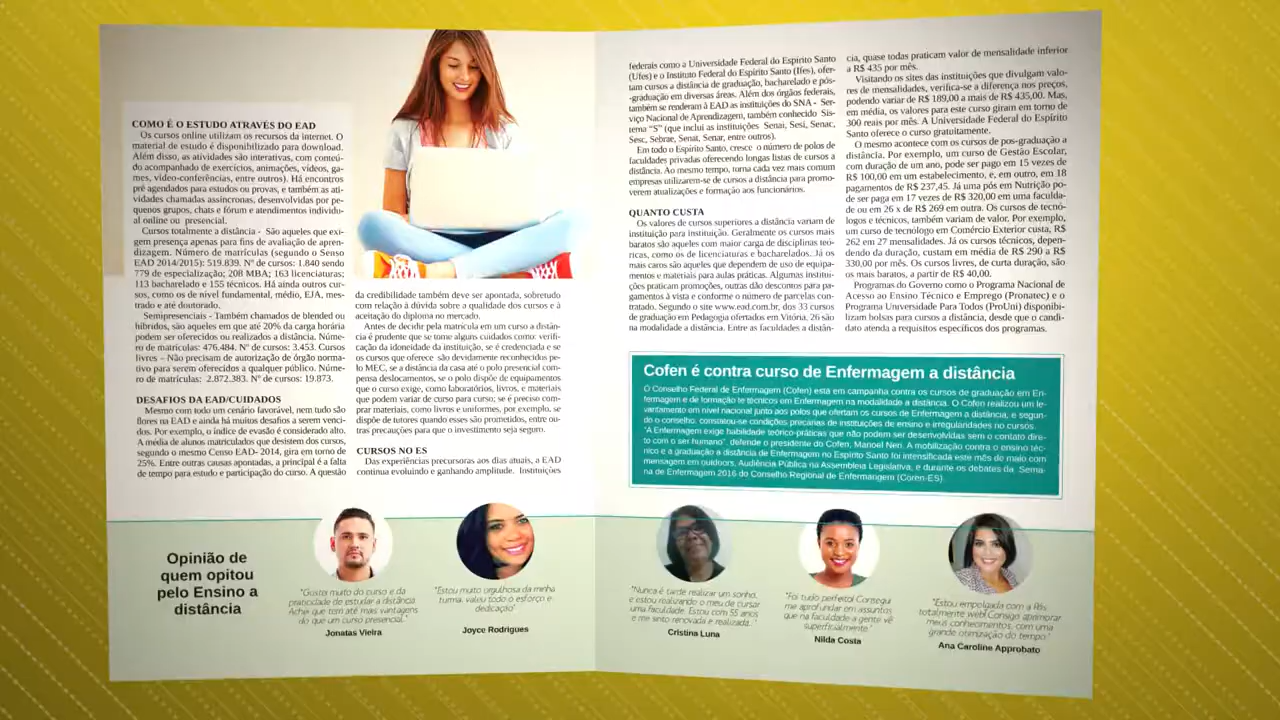 COMO É O ESTUDO ATRAVÉS DO EAD
Os cursos online utilizam os recursos da internet. O
material de estudo é disponibilizado para download.
Além disso, as atividades são interativas, com conteú-
do acompanhado de exercícios, animações, vídeos, ga-
mes, vídeo-conferências, entre outros). Há encontros
pré agendados para estudos ou provas, e também as ati-
vidades chamadas assíncronas, desenvolvidas por pe-
quenos grupos, chats e fórum e atendimentos individu-
al online ou presencial.
Cursos totalmente a distância - São aqueles que exi-
gem presença apenas para fins de avaliação de apren-
dizagem. Número de matrículas (segundo o Senso
EAD 2014/2015): 519.839. Nº de cursos: 1.840 sendo
779 de especialização; 208 MBA; 163 licenciaturas;
113 bacharelado e 155 técnicos. Há ainda outros cur-
sos, como os de nível fundamental, médio, EJA, mes-
trado e até doutorado.
Semipresenciais - Também chamados de blended ou
híbridos, são aqueles em que até 20% da carga horária
podem ser oferecidos ou realizados a distância. Núme-
ro de matrículas: 476.484. Nº de cursos: 3.453. Cursos
livres – Não precisam de autorização de órgão norma-
tivo para serem oferecidos a qualquer público. Núme-
ro de matrículas: 2.872.383. Nº de cursos: 19.873.
DESAFIOS DA EAD/CUIDADOS
Mesmo com todo um cenário favorável, nem tudo são
flores na EAD e ainda há muitos desafios a serem venci-
dos. Por exemplo, o índice de evasão é considerado alto.
A média de alunos matriculados que desistem dos cursos,
segundo o mesmo Censo EAD- 2014, gira em torno de
25%. Entre outras causas apontadas, a principal é a falta
de tempo para estudo e participação do curso. A questão
da credibilidade também deve ser apontada, sobretudo
com relação à dúvida sobre a qualidade dos cursos e à
aceitação do diploma no mercado.
Antes de decidir pela matrícula em um curso a distân-
cia é prudente que se tome alguns cuidados como: verifi-
cação da idoneidade da instituição, se é credenciada e se
os cursos que oferece são devidamente reconhecidos pe-
lo MEC, se a distância da casa até o polo presencial com-
pensa deslocamentos, se o polo dispõe de equipamentos
que o curso exige, como laboratórios, livros, e materiais
que podem variar de curso para curso; se é preciso com-
prar materiais, como livros e uniformes, por exemplo, se
dispõe de tutores quando esses são prometidos, entre ou-
tras precauções para que o investimento seja seguro.
CURSOS NO ES
Das experiências precursoras aos dias atuais, a EAD
continua evoluindo e ganhando amplitude. Instituições
federais como a Universidade Federal do Espírito Santo
(Ufes) e o Instituto Federal do Espírito Santo (Ifes), ofer-
tam cursos a distância de graduação, bacharelado e pós-
-graduação em diversas áreas. Além dos órgãos federais,
também se renderam à EAD as instituições do SNA - Ser-
viço Nacional de Aprendizagem, também conhecido Sis-
tema “S” (que inclui as instituições Senai, Sesi, Senac,
Sesc, Sebrae, Senat, Senar, entre outros).
Em todo o Espírito Santo, cresce o número de polos de
faculdades privadas oferecendo longas listas de cursos a
distância. Ao mesmo tempo, torna cada vez mais comum
empresas utilizarem-se de cursos a distância para promo-
verem atualizações e formação aos funcionários.
QUANTO CUSTA
Os valores de cursos superiores a distância variam de
instituição para instituição. Geralmente os cursos mais
baratos são aqueles com maior carga de disciplinas teó-
ricas, como os de licenciaturas e bacharelados. Já os
mais caros são aqueles que dependem de uso de equipa-
mentos e materiais para aulas práticas. Algumas institui-
ções praticam promoções, outras dão descontos para pa-
gamentos à vista e conforme o número de parcelas con-
tratado. Segundo o site www.ead.com.br, dos 33 cursos
de graduação em Pedagogia ofertados em Vitória, 26 são
na modalidade a distância. Entre as faculdades a distân-
cia, quase todas praticam valor de mensalidade inferior
a R$ 435 por mês.
Visitando os sites das instituições que divulgam valo-
res de mensalidades, verifica-se a diferença nos preços,
podendo variar de R$ 189,00 a mais de R$ 435,00. Mas,
em média, os valores para este curso giram em torno de
300 reais por mês. A Universidade Federal do Espírito
Santo oferece o curso gratuitamente.
O mesmo acontece com os cursos de pos-graduação a
distância. Por exemplo, um curso de Gestão Escolar,
com duração de um ano, pode ser pago em 15 vezes de
R$ 100,00 em um estabelecimento e, em outro, em 18
pagamentos de R$ 237,45. Já uma pós em Nutrição po-
de ser paga em 17 vezes de R$ 320,00 em uma faculda-
de ou em 26 x de R$ 269 em outra. Os cursos de tecnó-
logos e técnicos, também variam de valor. Por exemplo,
um curso de tecnólogo em Comércio Exterior custa, R$
262 em 27 mensalidades. Já os cursos técnicos, depen-
dendo da duração, custam em média de R$ 290 a R$
330,00 por mês. Os cursos livres, de curta duração, são
os mais baratos, a partir de R$ 40,00.
Programas do Governo como o Programa Nacional de
Acesso ao Ensino Técnico e Emprego (Pronatec) e o
Programa Universidade Para Todos (ProUni) disponibi-
lizam bolsas para cursos a distância, desde que o candi-
dato atenda a requisitos específicos dos programas.
Cofen é contra curso de Enfermagem a distância
O Conselho Federal de Enfermagem (Cofen) esta em campanha contra os cursos de graduação em En-
fermagem e de formação te técnicos em Enfermagem na modalidade a distância. O Cofen realizou um le-
vantamento em nível nacional junto aos polos que ofertam os cursos de Enfermagem a distância, e segun-
do o conselho, constatou-se condições precárias de instituições de ensino e irregularidades no cursos.
“A Enfermagem exige habilidade teórico-práticas que não podem ser desenvolvidas sem o contato dire-
to com o ser humano”, defende o presidente do Cofen, Manoel Neri. A mobilização contra o ensino téc-
nico e a graduação a distância de Enfermagem no Espírito Santo foi intensificada este mês de maio com
mensagem em outdoors, Audiência Pública na Assembleia Legislativa, e durante os debates da Sema-
na de Enfermagem 2016 do Conselho Regional de Enfermangem (Coren-ES).
Opinião de
quem opitou
pelo Ensino a
distância
“Gosto muito do curso e da
praticidade de estudar a distância
Acho que tem até mais vantagens
do que um curso presencial.”
Jonatas Vieira
“Estou muito orgulhosa da minha
turma, valeu todo o esforço e
dedicação”
Joyce Rodrigues
“Nunca é tarde realizar um sonho,
e estou realizando o meu de cursar
uma faculdade. Estou com 55 anos
e me sinto renovada e realizada...”
Cristina Luna
“Foi tudo perfeito! Consegui
me aprofundar em assuntos
que na faculdade a gente vê
superficialmente.”
Nilda Costa
“Estou empolgada com a Pós
totalmente web! Consigo aprimorar
meus conhecimentos, com uma
grande otimização do tempo.”
Ana Caroline Approbato